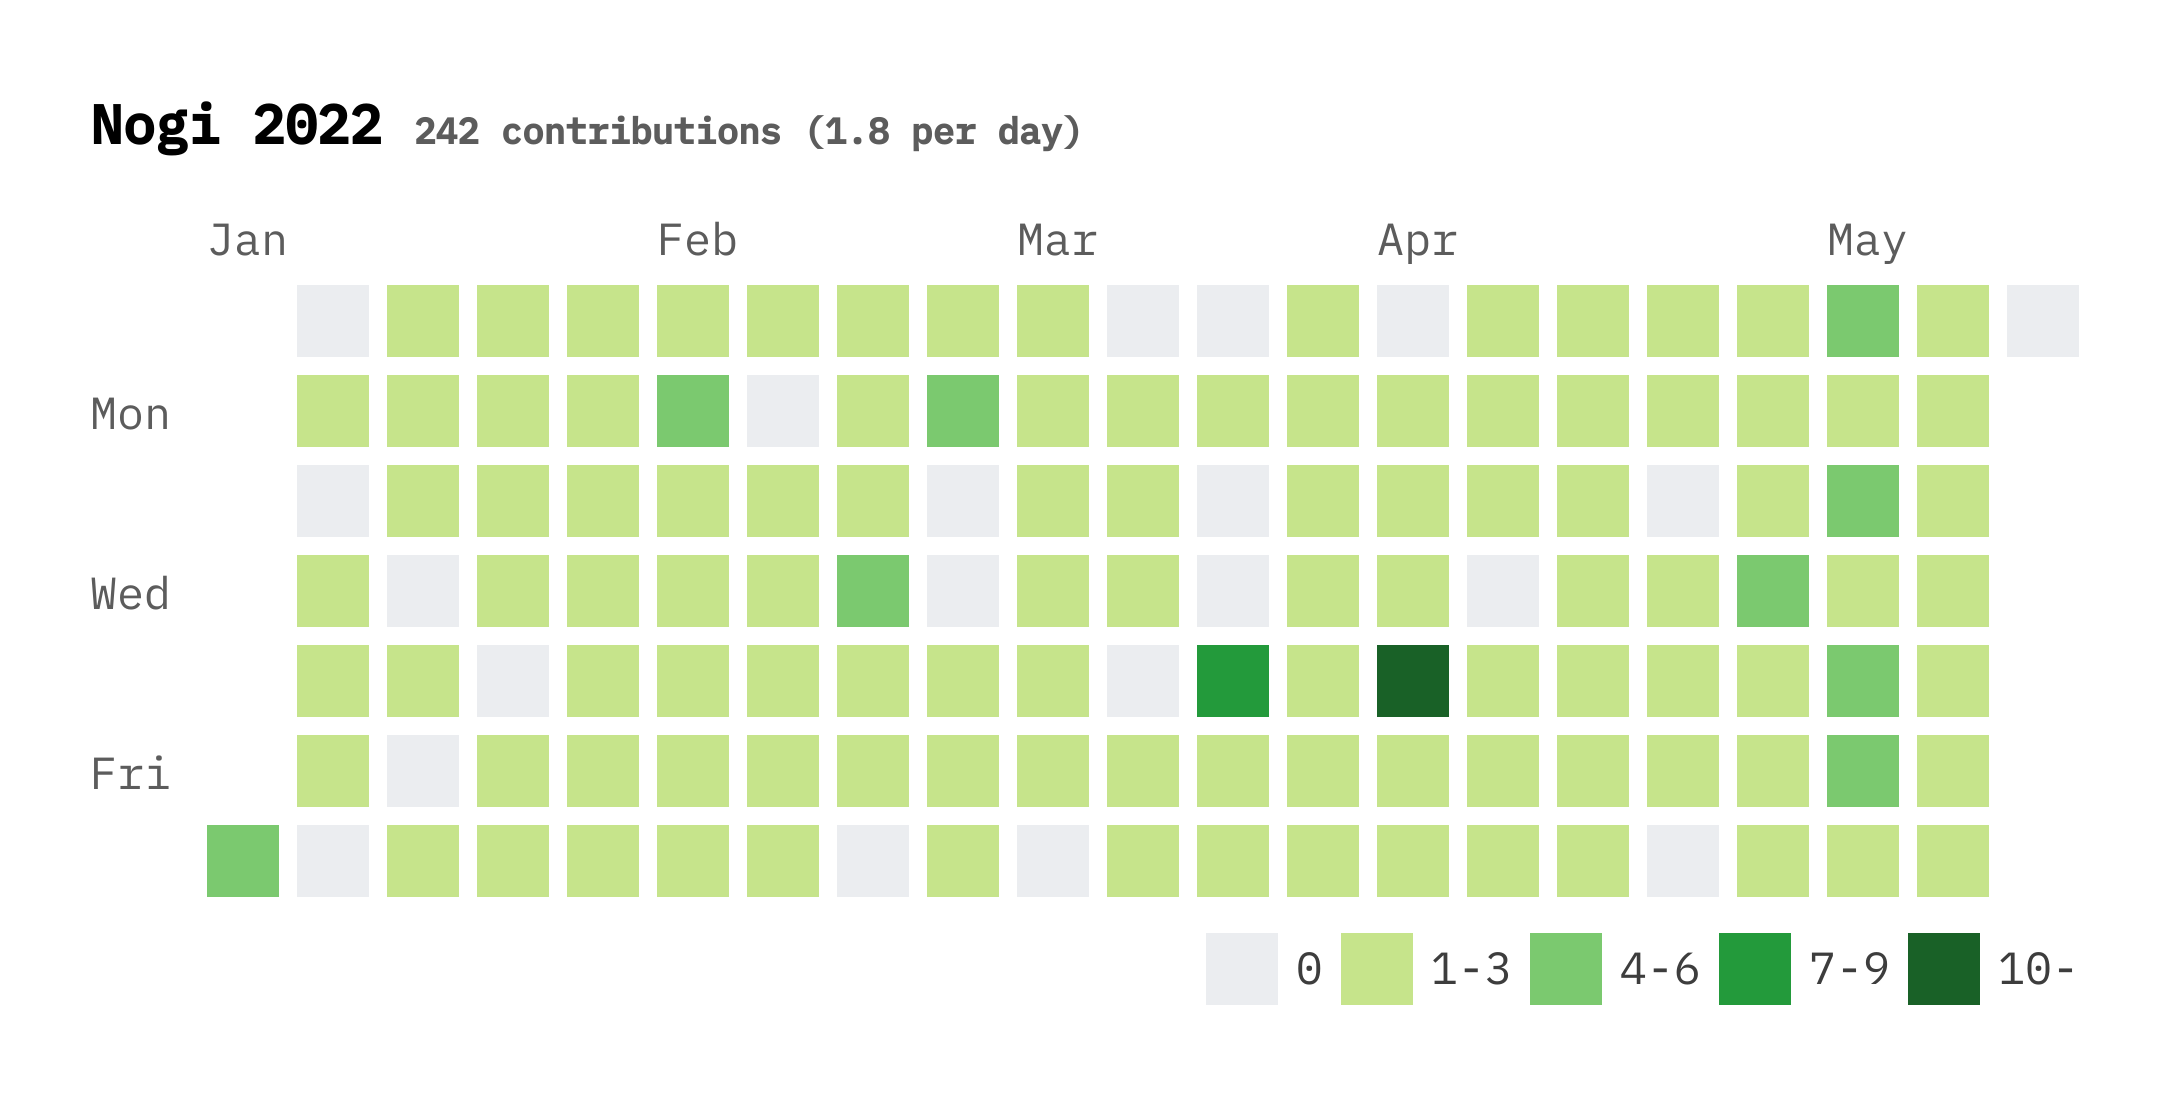 Nogi 2022 242 contributions (1.8 per day)
Jan Feb Mar Apr May
Mon
Wed
Fri
0 1-3 4-6 7-9 10-